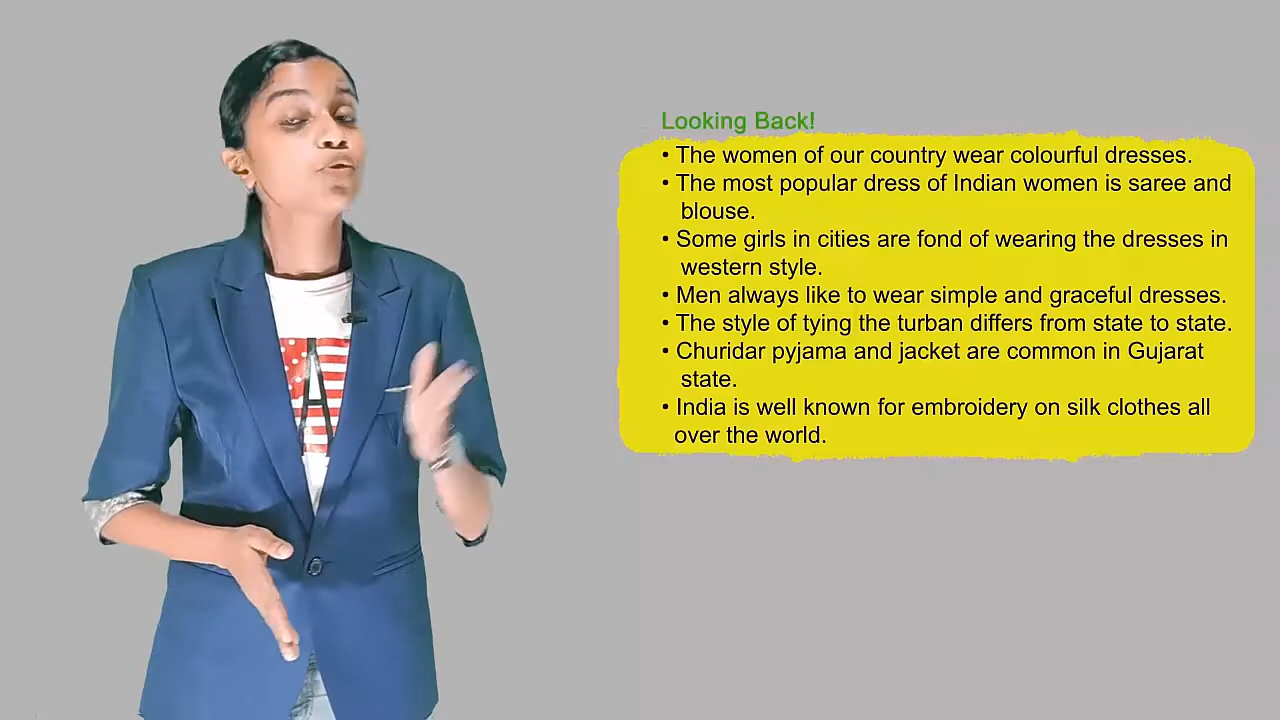 Looking Back!
• The women of our country wear colourful dresses.
• The most popular dress of Indian women is saree and
blouse.
• Some girls in cities are fond of wearing the dresses in
western style.
• Men always like to wear simple and graceful dresses.
• The style of tying the turban differs from state to state.
• Churidar pyjama and jacket are common in Gujarat
state.
• India is well known for embroidery on silk clothes all
over the world.
A